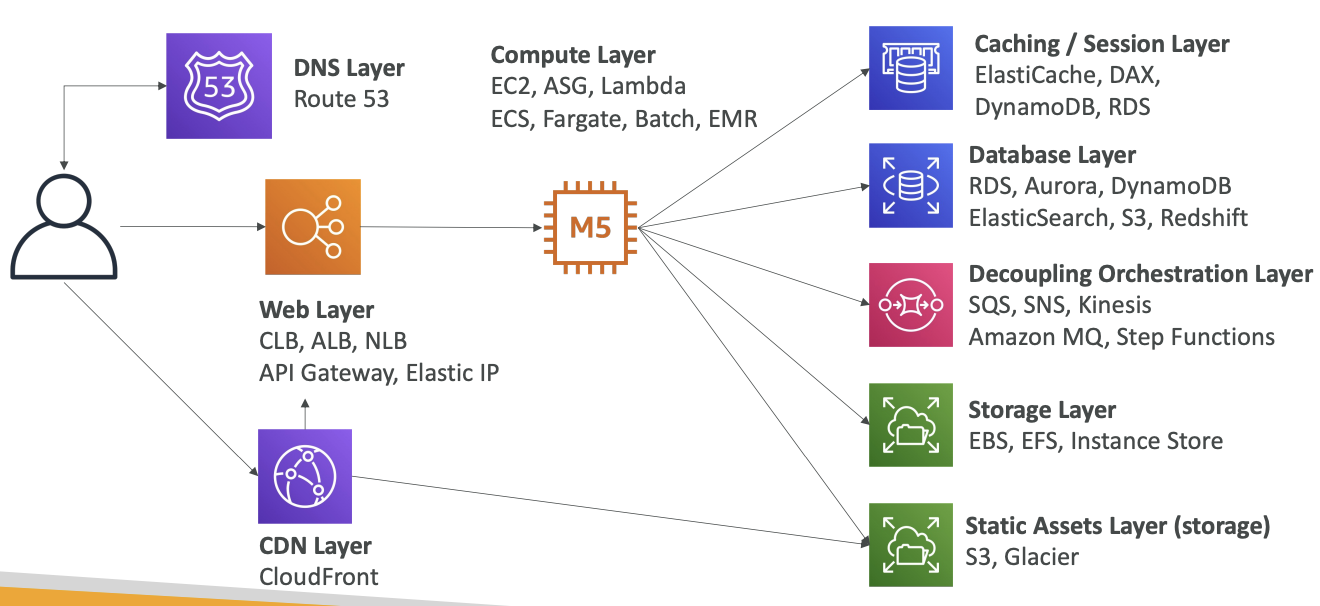 53
DNS Layer
Route 53
Compute Layer
EC2, ASG, Lambda
ECS, Fargate, Batch, EMR
M5
Web Layer
CLB, ALB, NLB
API Gateway, Elastic IP
CDN Layer
CloudFront
Caching / Session Layer
ElastiCache, DAX,
DynamoDB, RDS
Database Layer
RDS, Aurora, DynamoDB
ElasticSearch, S3, Redshift
Decoupling Orchestration Layer
SQS, SNS, Kinesis
Amazon MQ, Step Functions
Storage Layer
EBS, EFS, Instance Store
Static Assets Layer (storage)
S3, Glacier